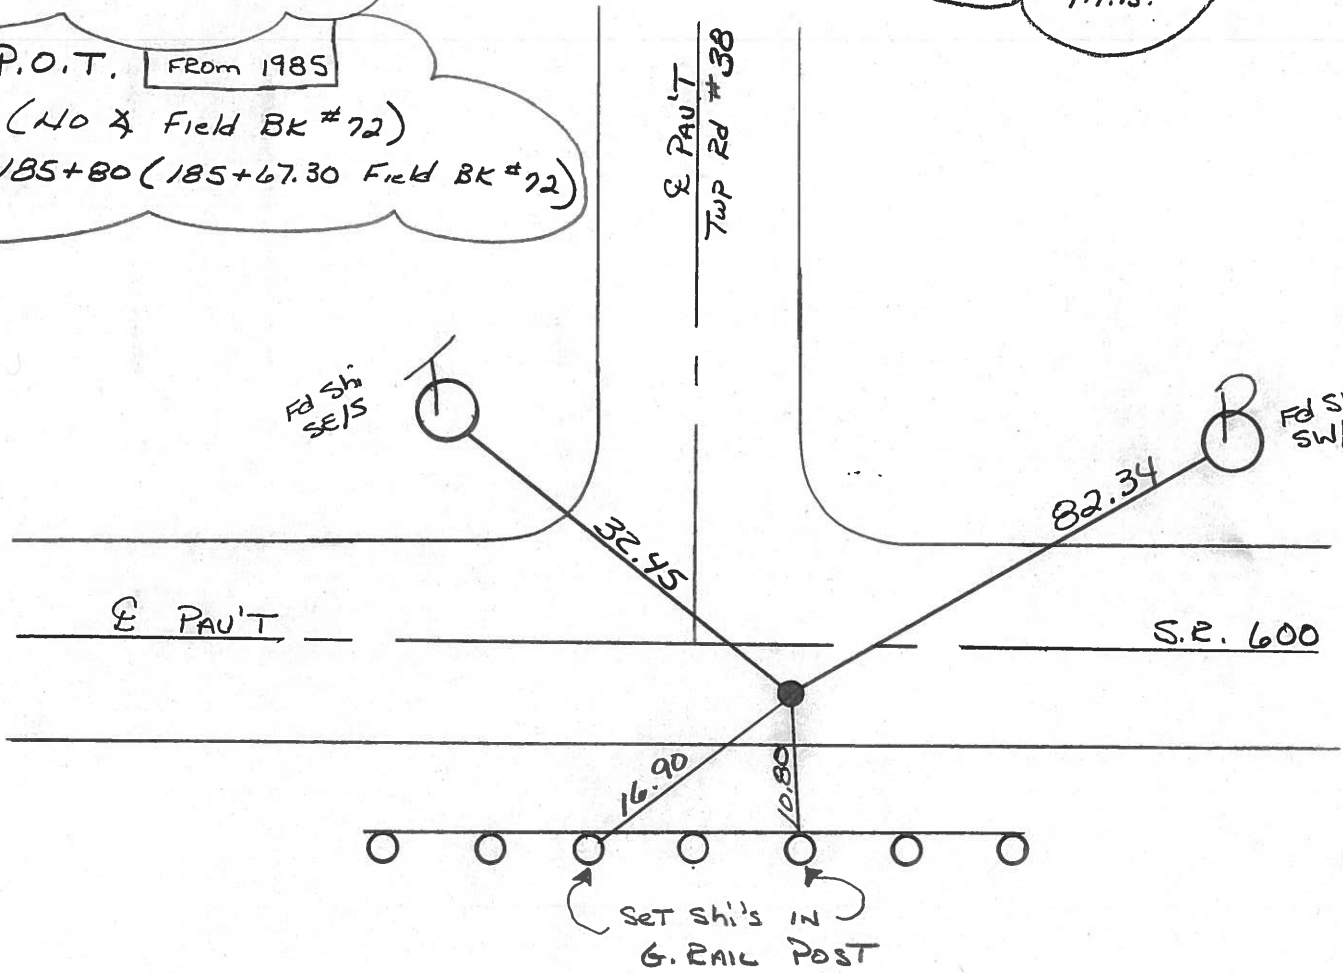 P.O.T. FROM 1985
(NO ∡ Field BK #72)
185+80 (185+67.30 Field BK #72)
℄ PAV'T
Twp Rd #38
Fd Shi
SE/S
Fd
SW/
32.45
82.34
℄ PAV'T
S.R. 600
16.90
10.80
SET Shi's IN
G. RAIL POST